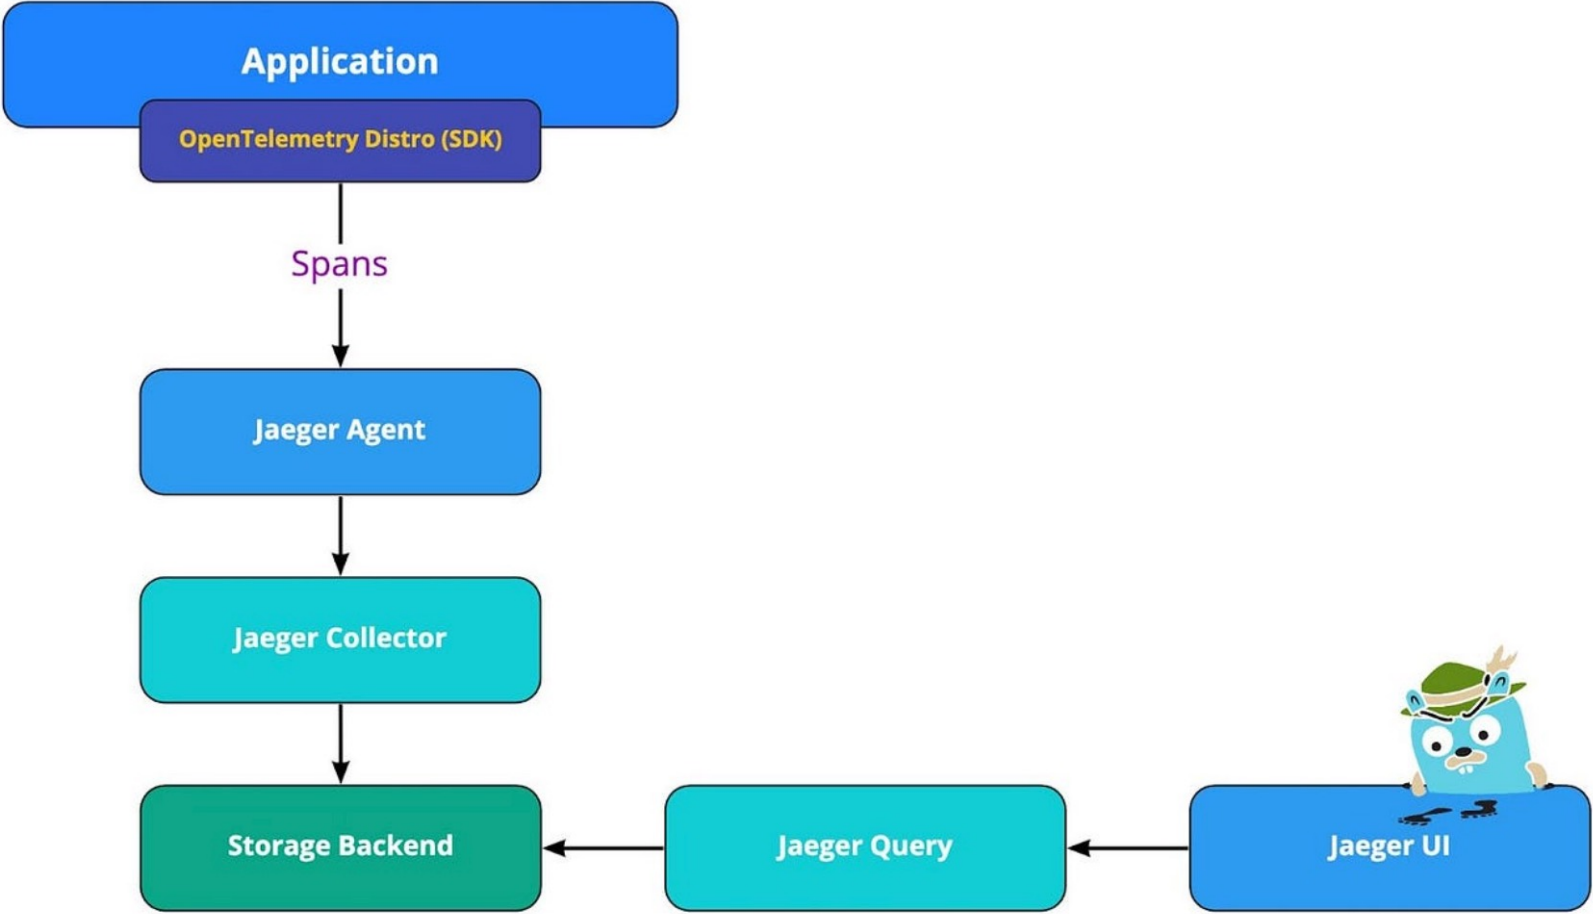 Application
OpenTelemetry Distro (SDK)
Spans
Jaeger Agent
Jaeger Collector
Storage Backend
Jaeger Query
Jaeger UI